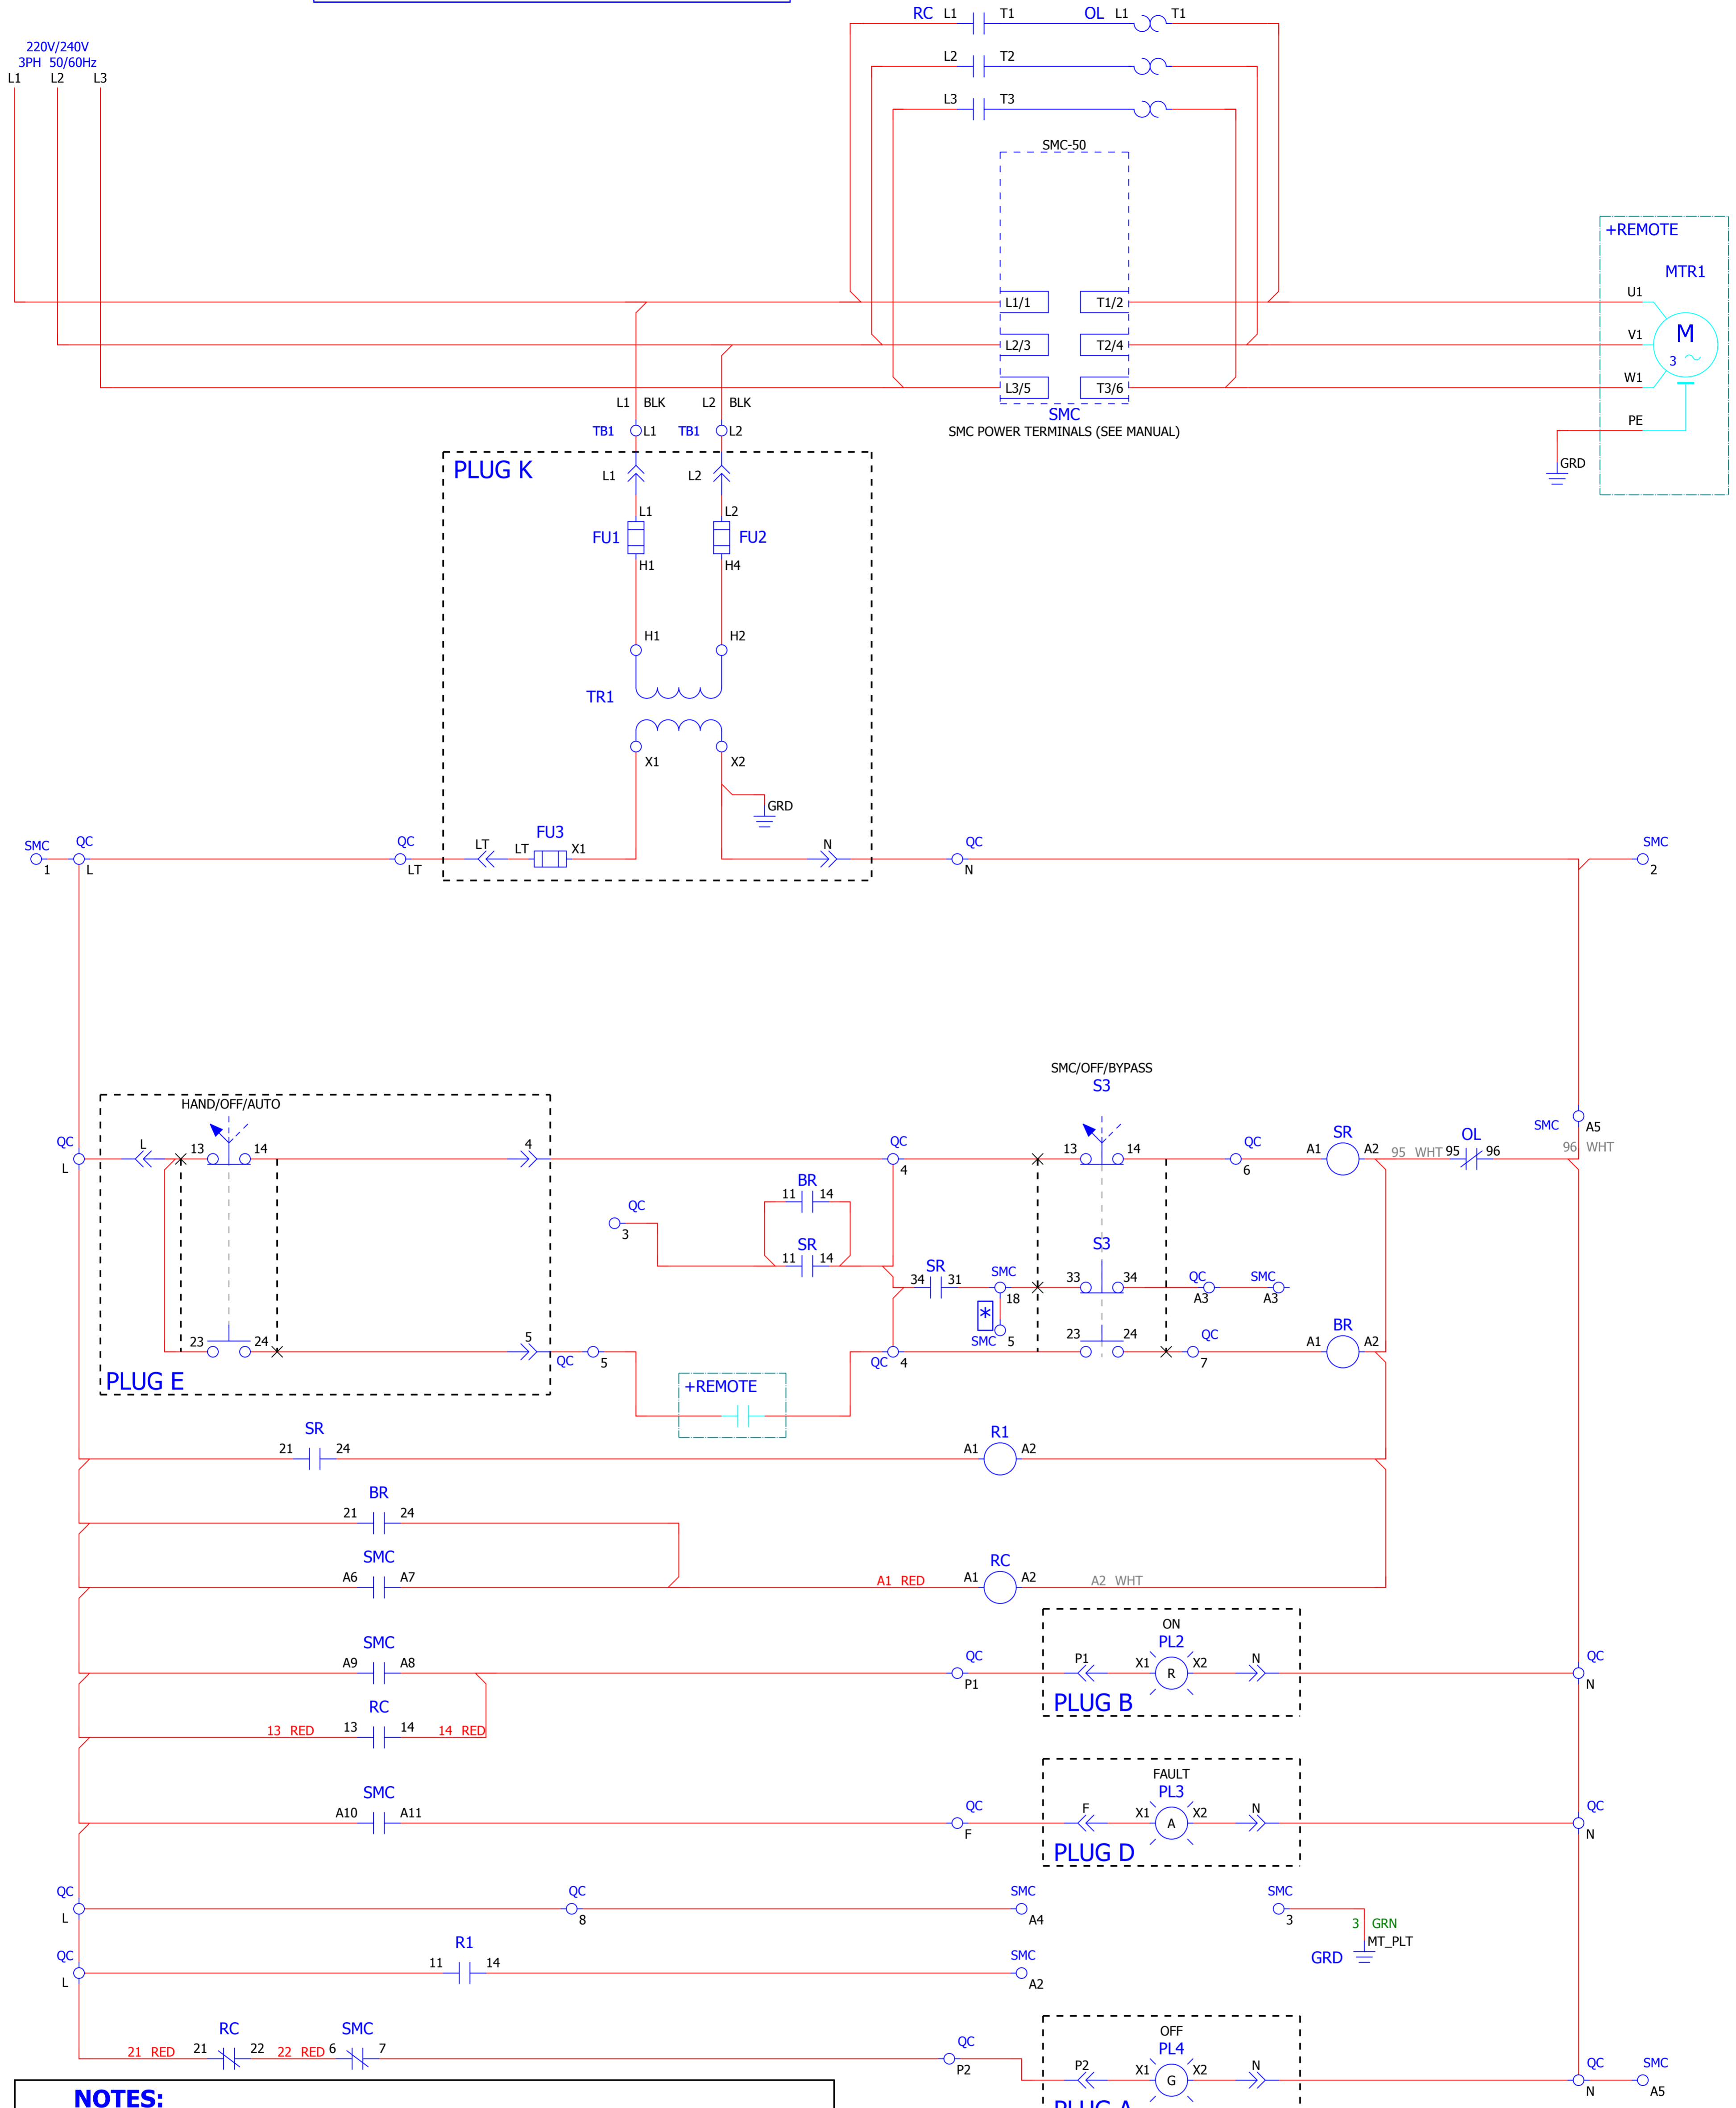 RC L1 T1 OL L1 T1
220V/240V
3PH 50/60Hz
L1 L2 L3
L2 T2
L3 T3
SMC-50
+REMOTE
MTR1
U1
L1/1 T1/2
V1 M
L2/3 T2/4
3
W1
L3/5 T3/6
L1 BLK L2 BLK
SMC
PE
TB1 L1 TB1 L2
SMC POWER TERMINALS (SEE MANUAL)
GRD
PLUG K
L1 L2
L1 L2
FU1 FU2
H1 H4
H1 H2
TR1
X1 X2
GRD
FU3
SMC QC QC LT LT X1 N QC SMC
1 L LT N 2
SMC/OFF/BYPASS
S3
HAND/OFF/AUTO
SMC A5
QC L 13 14 4 QC 13 14 QC A1 SR A2 95 WHT 95 OL 96 96 WHT
L 4 6
BR
11 14
QC
3
SR
11 14
S3
SR
34 31 SMC 33 34 QC SMC
18 A3 A3
*
SMC 5
BR
23 24 5 QC 5 QC 4 23 24 QC A1 A2
7
PLUG E
+REMOTE
SR R1
21 24 A1 A2
BR
21 24
SMC RC
A6 A7 A1 RED A1 A2 A2 WHT
ON
SMC PL2
A9 A8 QC P1 X1 R X2 N QC
P1 N
PLUG B
RC
13 RED 13 14 14 RED
FAULT
SMC PL3
A10 A11 QC F X1 A X2 N QC
F N
PLUG D
QC QC SMC SMC
L 8 A4 3
3 GRN
MT_PLT
GRD
QC R1 SMC
L 11 14 A2
RC SMC OFF
21 RED 21 22 22 RED 6 7 QC PL4
P2 P2 X1 G X2 N QC SMC
N A5
PLUG A
NOTES: